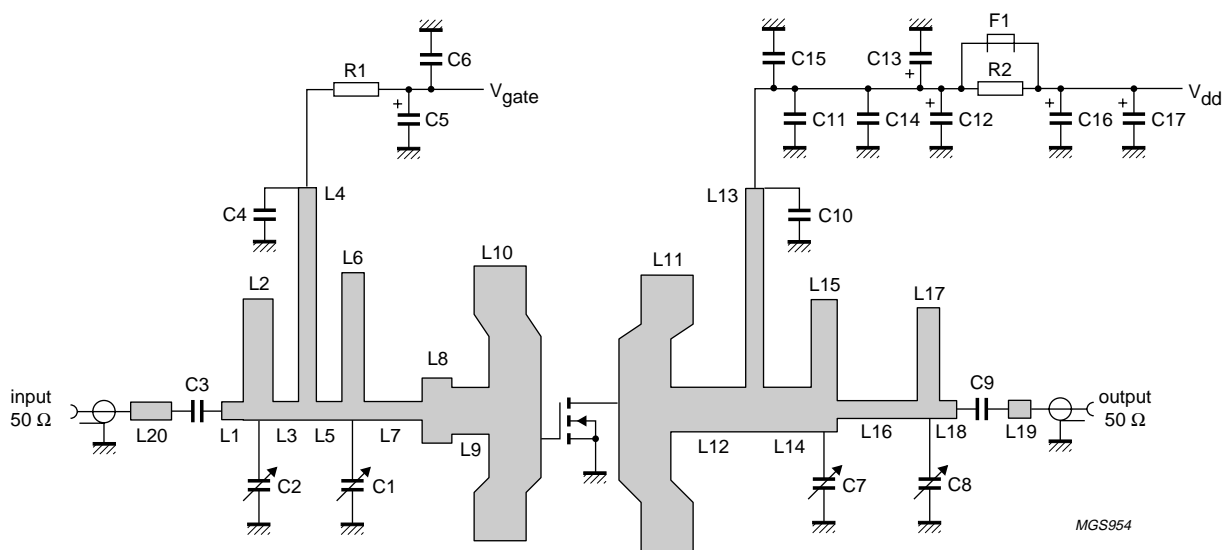 F1
C6
C15
C13
R1
R2
+
V_gate
V_dd
+
C5
C11
C14
+
C12
+
C16
+
C17
L4
L13
C4
C10
L6
L10
L11
L2
L15
L17
L8
input
50 Ω
C3
C9
output
50 Ω
L20
L1
L3
L5
L7
L9
L12
L14
L16
L18
L19
C2
C1
C7
C8
MGS954